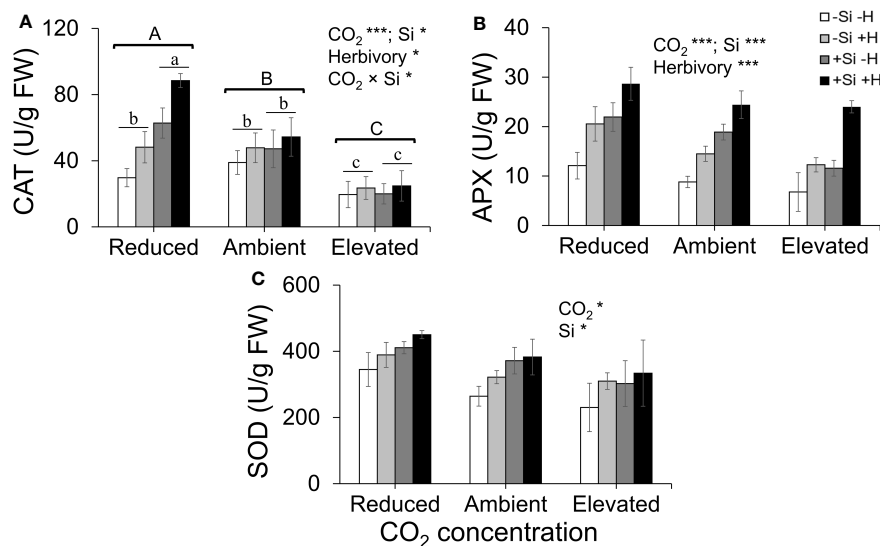 A
CAT (U/g FW)
120
80
40
0
A
B
C
b
a
b
b
c
c
CO₂ ***; Si *
Herbivory *
CO₂ × Si *
Reduced Ambient Elevated
B
APX (U/g FW)
40
30
20
10
0
CO₂ ***; Si ***
Herbivory ***
-Si -H
-Si +H
+Si -H
+Si +H
Reduced Ambient Elevated
C
SOD (U/g FW)
600
400
200
0
CO₂ *
Si *
Reduced Ambient Elevated
CO₂ concentration